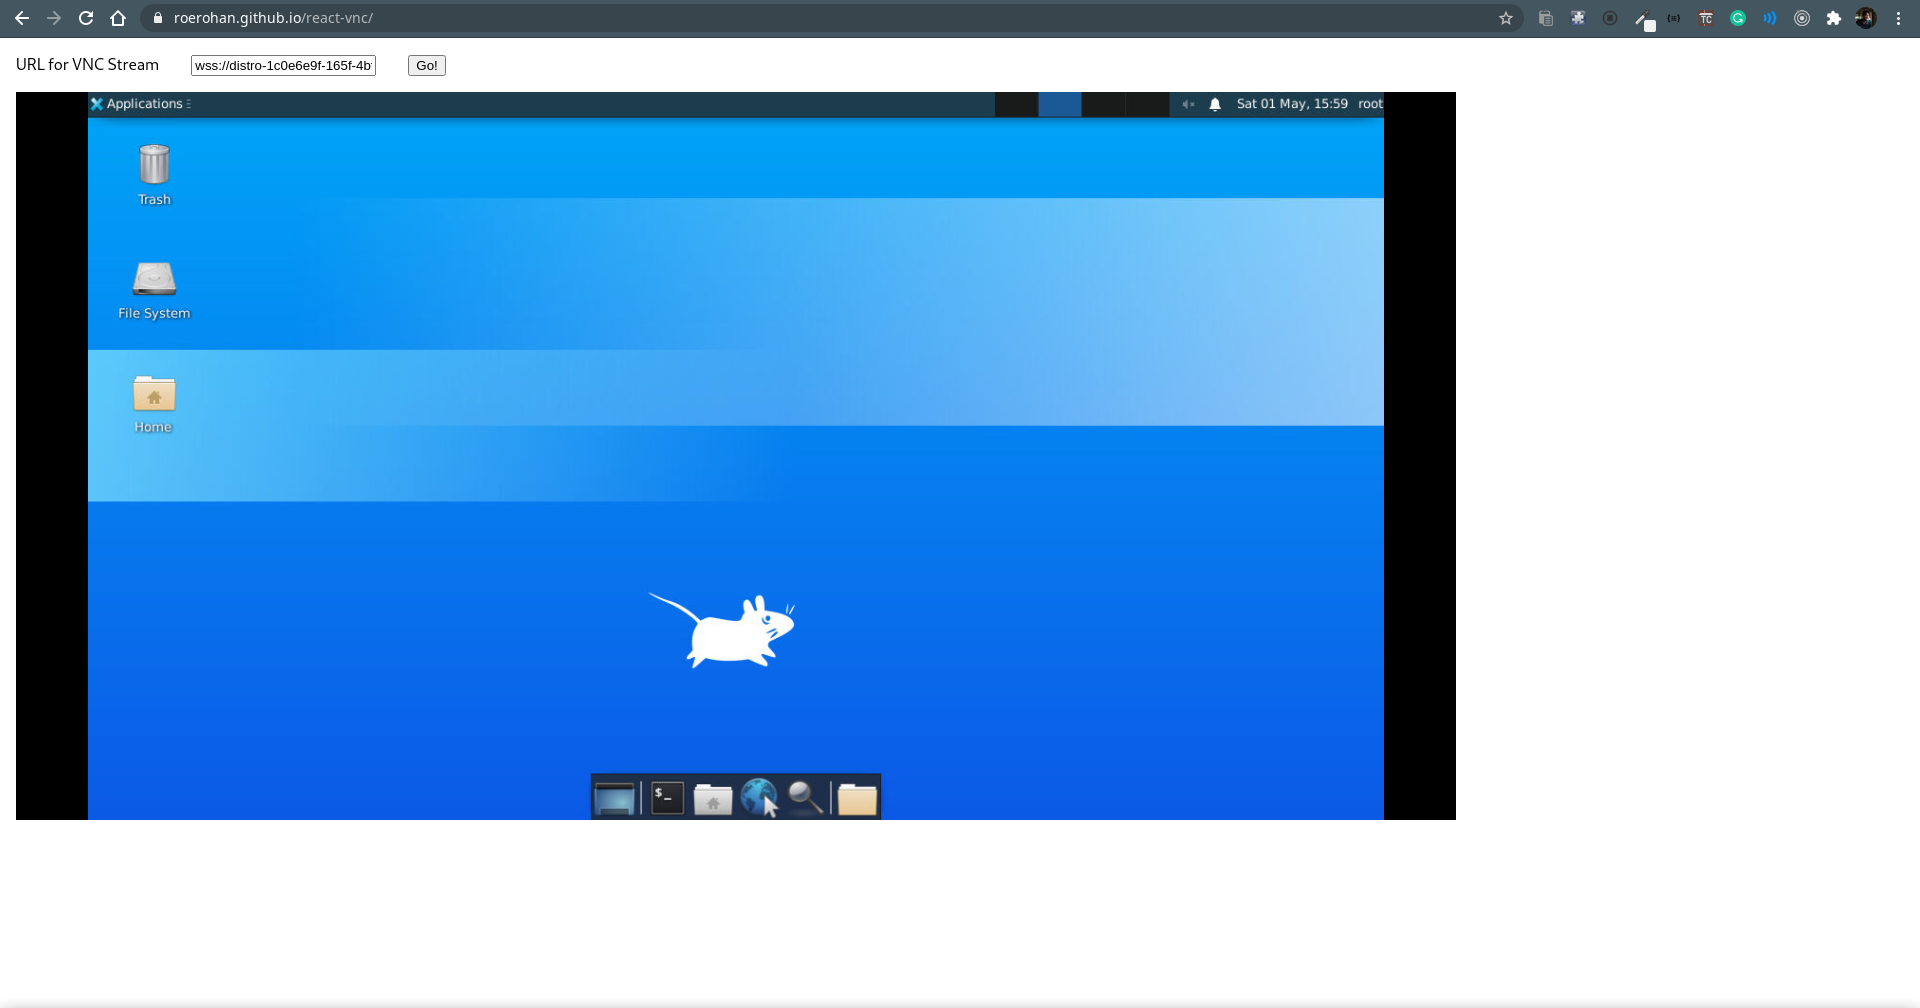 roerohan.github.io/react-vnc/
URL for VNC Stream wss://distro-1c0e6e9f-165f-4b Go!
Applications Sat 01 May, 15:59 root
Trash
File System
Home
$_